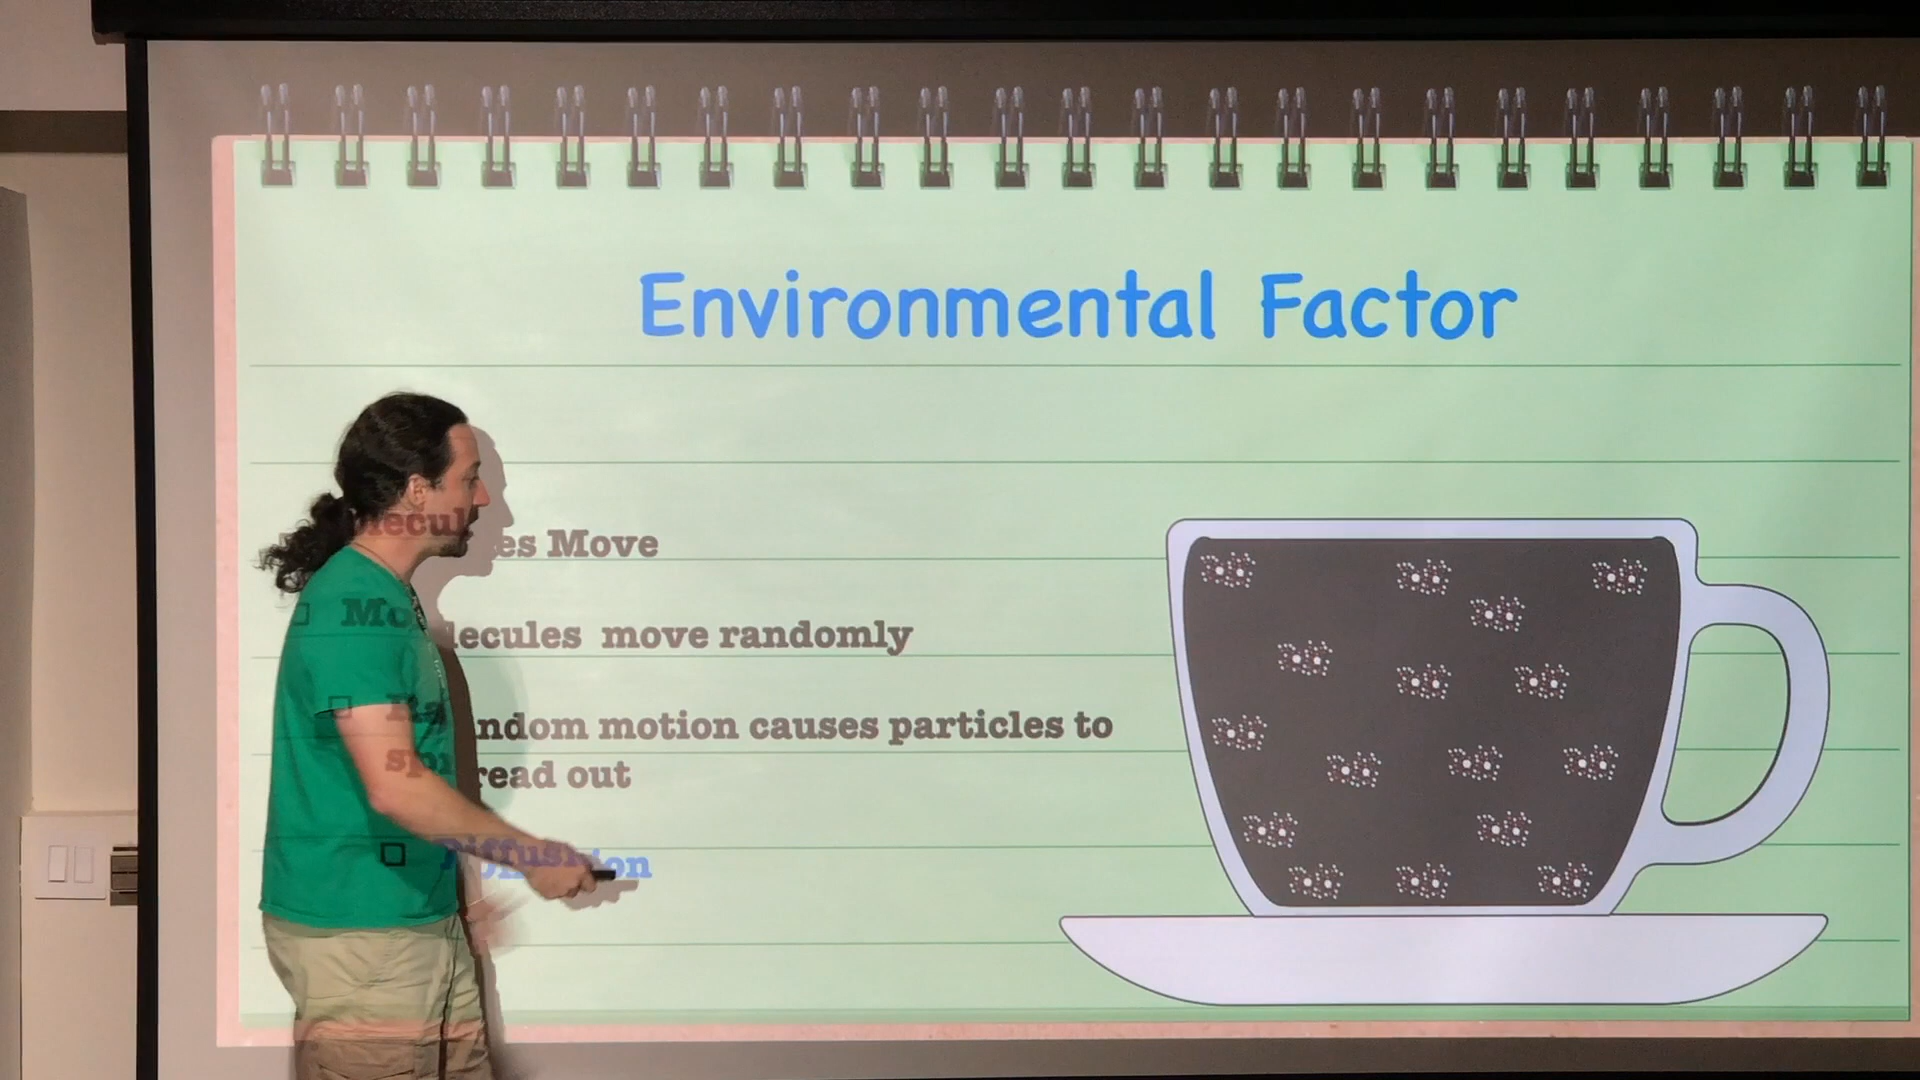 Environmental Factor
Molecules Move
Molecules move randomly
Random motion causes particles to
spread out
Diffusion